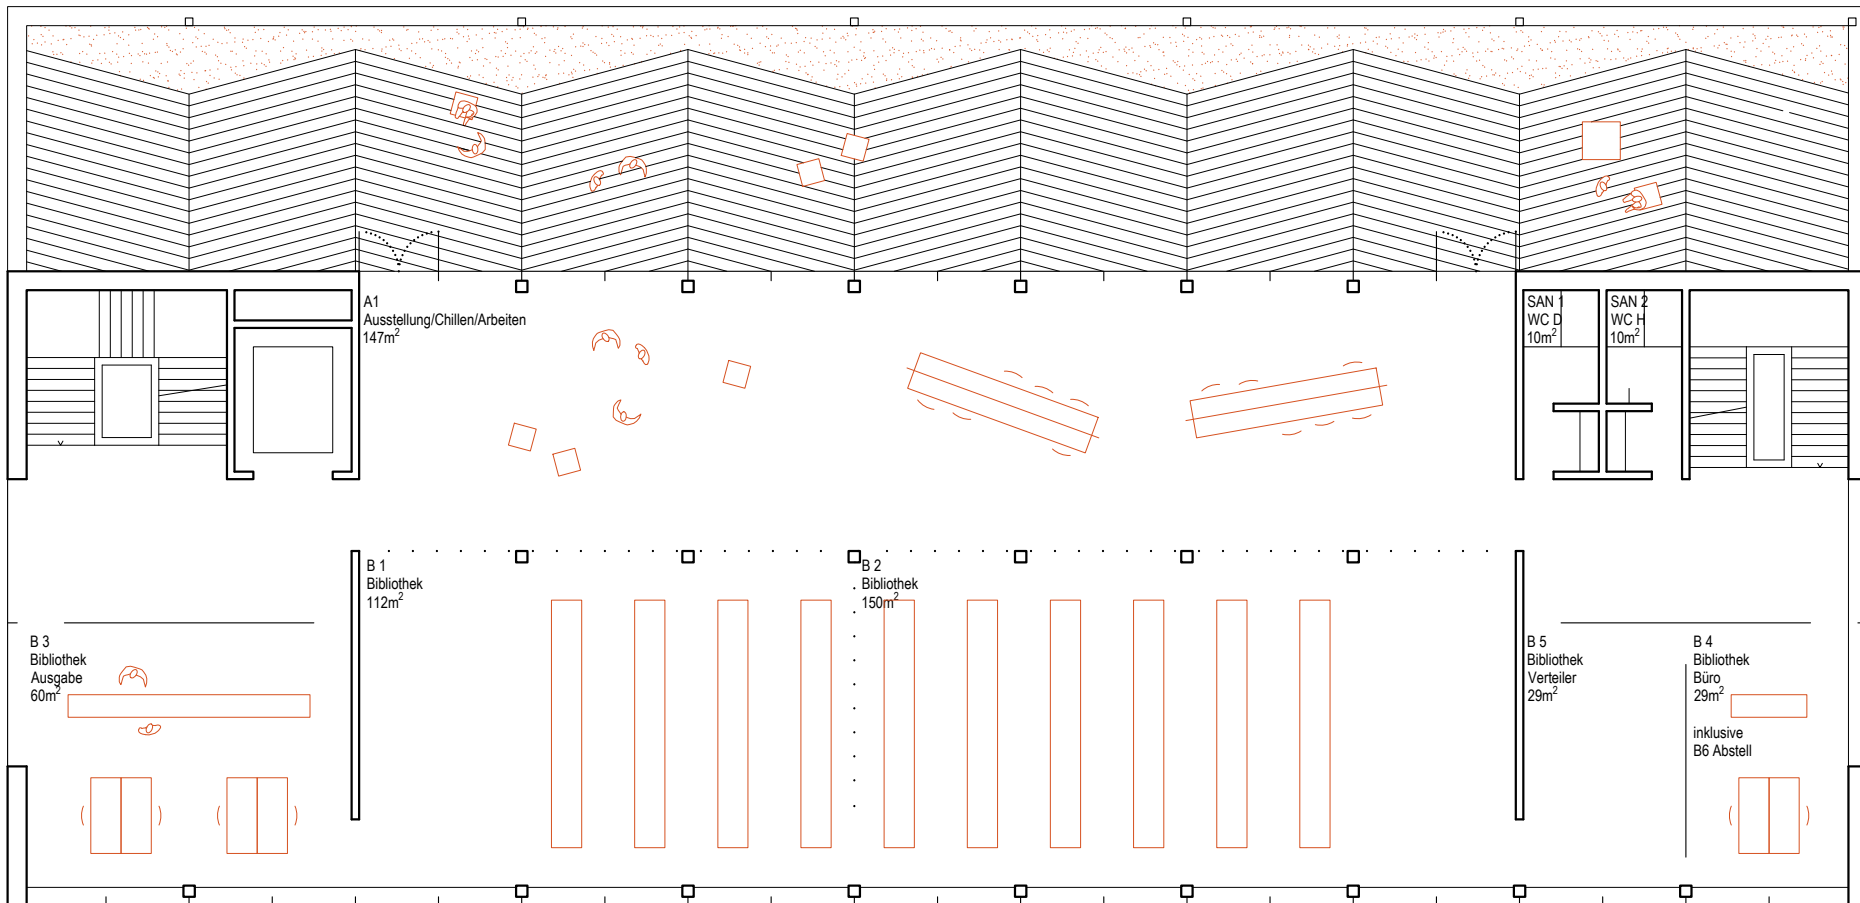 A1
Ausstellung/Chillen/Arbeiten
147m²
SAN 1
WC D
10m²
SAN 2
WC H
10m²
B 1
Bibliothek
112m²
B 2
Bibliothek
150m²
B 3
Bibliothek
Ausgabe
60m²
B 5
Bibliothek
Verteiler
29m²
B 4
Bibliothek
Büro
29m²
inklusive
B6 Abstell